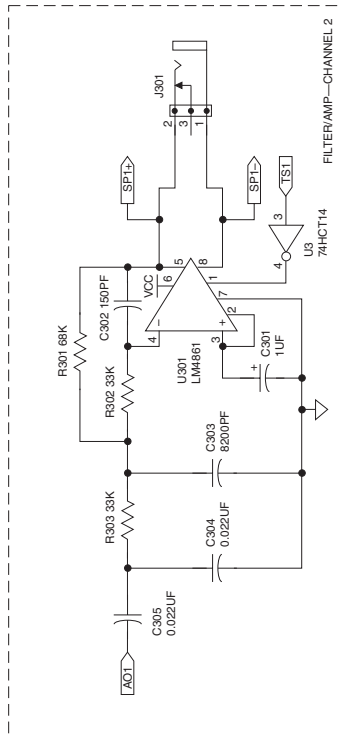 FILTER/AMP—CHANNEL 2
J301
2
3
1
SP1+
SP1–
TS1
3
4
U3
74HCT14
R301 68K
C302 150PF
VCC
6
5
8
1
7
2
4
–
+
3
U301
LM4861
R302 33K
C301
1UF
+
C303
8200PF
R303 33K
C304
0.022UF
C305
0.022UF
AO1